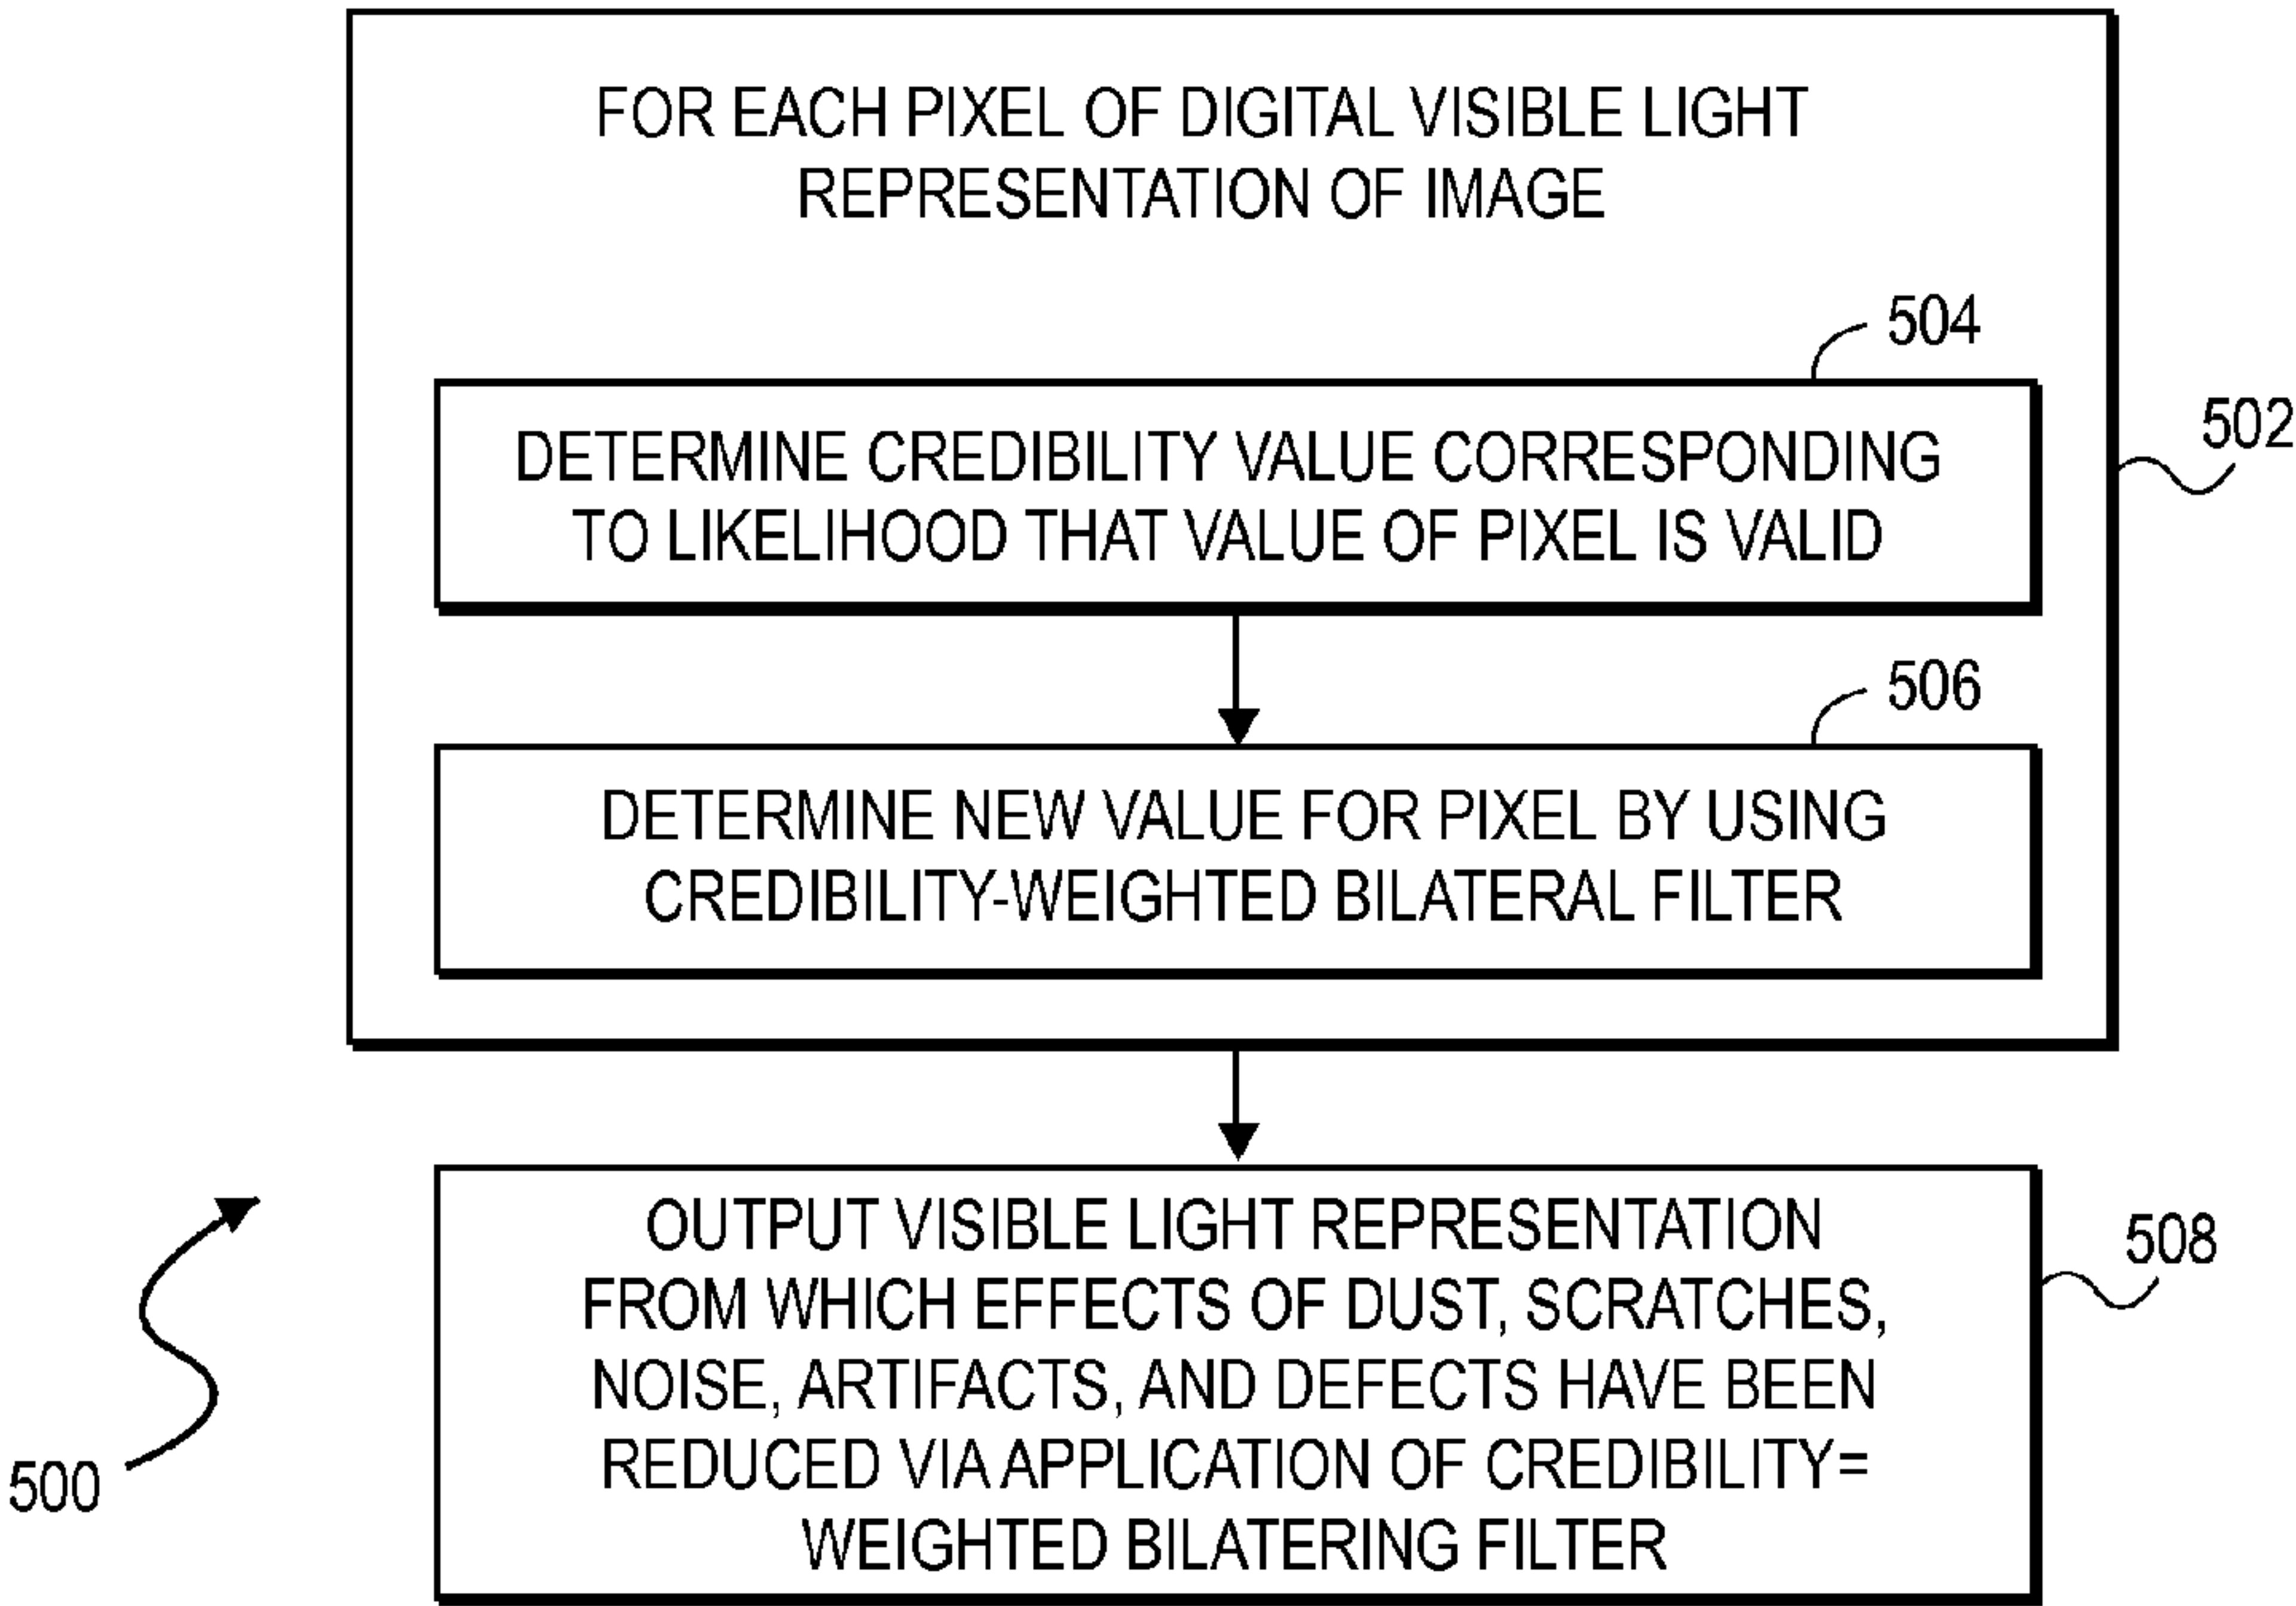 FOR EACH PIXEL OF DIGITAL VISIBLE LIGHT
REPRESENTATION OF IMAGE
504
502
DETERMINE CREDIBILITY VALUE CORRESPONDING
TO LIKELIHOOD THAT VALUE OF PIXEL IS VALID
506
DETERMINE NEW VALUE FOR PIXEL BY USING
CREDIBILITY-WEIGHTED BILATERAL FILTER
508
OUTPUT VISIBLE LIGHT REPRESENTATION
FROM WHICH EFFECTS OF DUST, SCRATCHES,
NOISE, ARTIFACTS, AND DEFECTS HAVE BEEN
REDUCED VIA APPLICATION OF CREDIBILITY=
WEIGHTED BILATERING FILTER
500